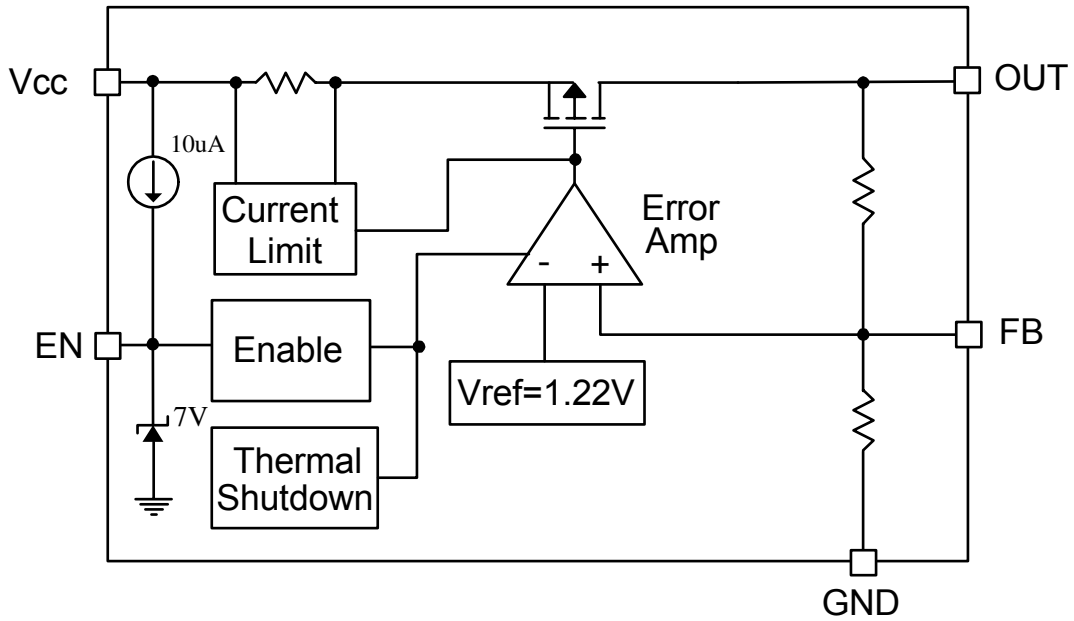 Vcc
OUT
10uA
Current
Limit
Error
Amp
- +
EN
Enable
FB
Vref=1.22V
7V
Thermal
Shutdown
GND